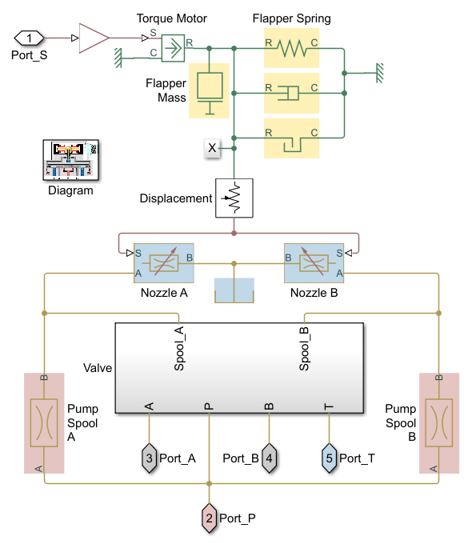 Torque Motor
Flapper Spring
1
Port_S
S
C
R
R
C
Flapper
Mass
R
C
R
C
X
Diagram
Displacement
S
A
B
Nozzle A
B
S
A
Nozzle B
Spool_A
Spool_B
Valve
A
P
B
T
B
A
Pump
Spool
A
Pump
Spool
B
B
A
3
Port_A
Port_B
4
5
Port_T
2
Port_P